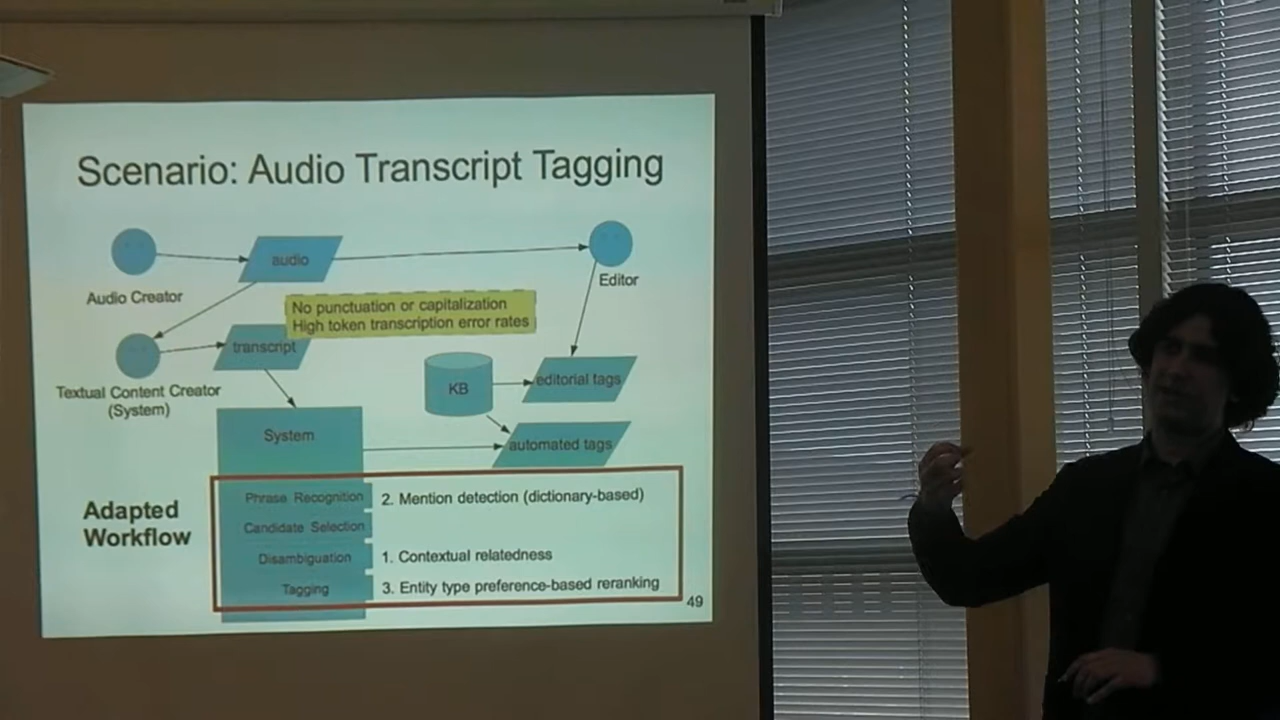 Scenario: Audio Transcript Tagging
audio
Audio Creator
Editor
No punctuation or capitalization
High token transcription error rates
transcript
Textual Content Creator
(System)
KB
editorial tags
System
automated tags
Adapted
Workflow
Phrase Recognition
2. Mention detection (dictionary-based)
Candidate Selection
Disambiguation
1. Contextual relatedness
Tagging
3. Entity type preference-based reranking
49